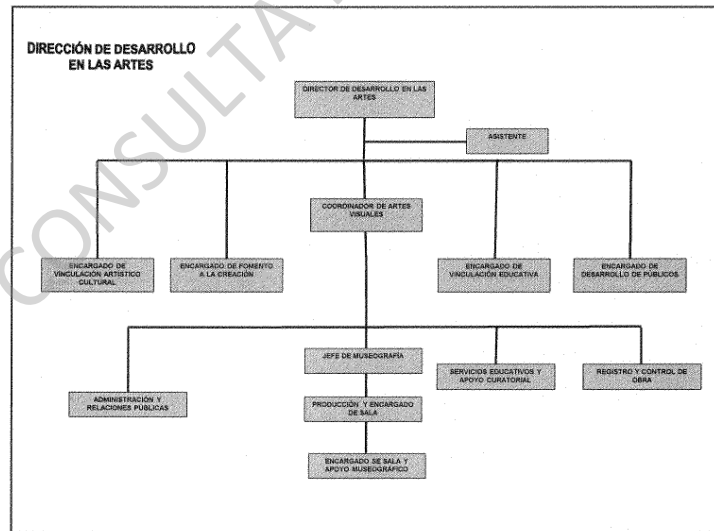 DIRECCIÓN DE DESARROLLO
EN LAS ARTES
DIRECTOR DE DESARROLLO EN LAS
ARTES
ASISTENTE
COORDINADOR DE ARTES
VISUALES
ENCARGADO DE
VINCULACIÓN ARTÍSTICO
CULTURAL
ENCARGADO DE FOMENTO
A LA CREACIÓN
ENCARGADO DE
VINCULACIÓN EDUCATIVA
ENCARGADO DE
DESARROLLO DE PÚBLICOS
JEFE DE MUSEOGRAFÍA
SERVICIOS EDUCATIVOS Y
APOYO CURATORIAL
REGISTRO Y CONTROL DE
OBRA
ADMINISTRACIÓN Y
RELACIONES PÚBLICAS
PRODUCCIÓN Y ENCARGADO
DE SALA
ENCARGADO SE SALA Y
APOYO MUSEOGRÁFICO
CONSULTA